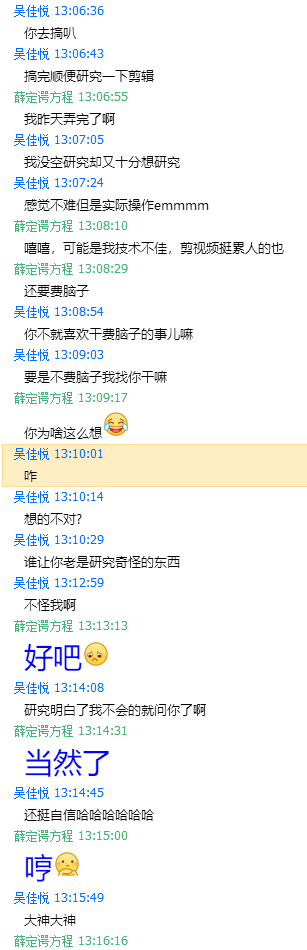 吴佳悦 13:06:36
你去搞叭
吴佳悦 13:06:43
搞完顺便研究一下剪辑
薛定谔方程 13:06:55
我昨天弄完了啊
吴佳悦 13:07:05
我没空研究却又十分想研究
吴佳悦 13:07:24
感觉不难但是实际操作emmmm
薛定谔方程 13:08:10
嘻嘻，可能是我技术不佳，剪视频挺累人的也
薛定谔方程 13:08:29
还要费脑子
吴佳悦 13:08:54
你不就喜欢干费脑子的事儿嘛
吴佳悦 13:09:03
要是不费脑子我找你干嘛
薛定谔方程 13:09:17
你为啥这么想
吴佳悦 13:10:01
咋
吴佳悦 13:10:14
想的不对?
吴佳悦 13:10:29
谁让你老是研究奇怪的东西
吴佳悦 13:12:59
不怪我啊
薛定谔方程 13:13:13
好吧
吴佳悦 13:14:08
研究明白了我不会的就问你了啊
薛定谔方程 13:14:31
当然了
吴佳悦 13:14:45
还挺自信哈哈哈哈哈哈
薛定谔方程 13:15:00
哼
吴佳悦 13:15:49
大神大神
薛定谔方程 13:16:16